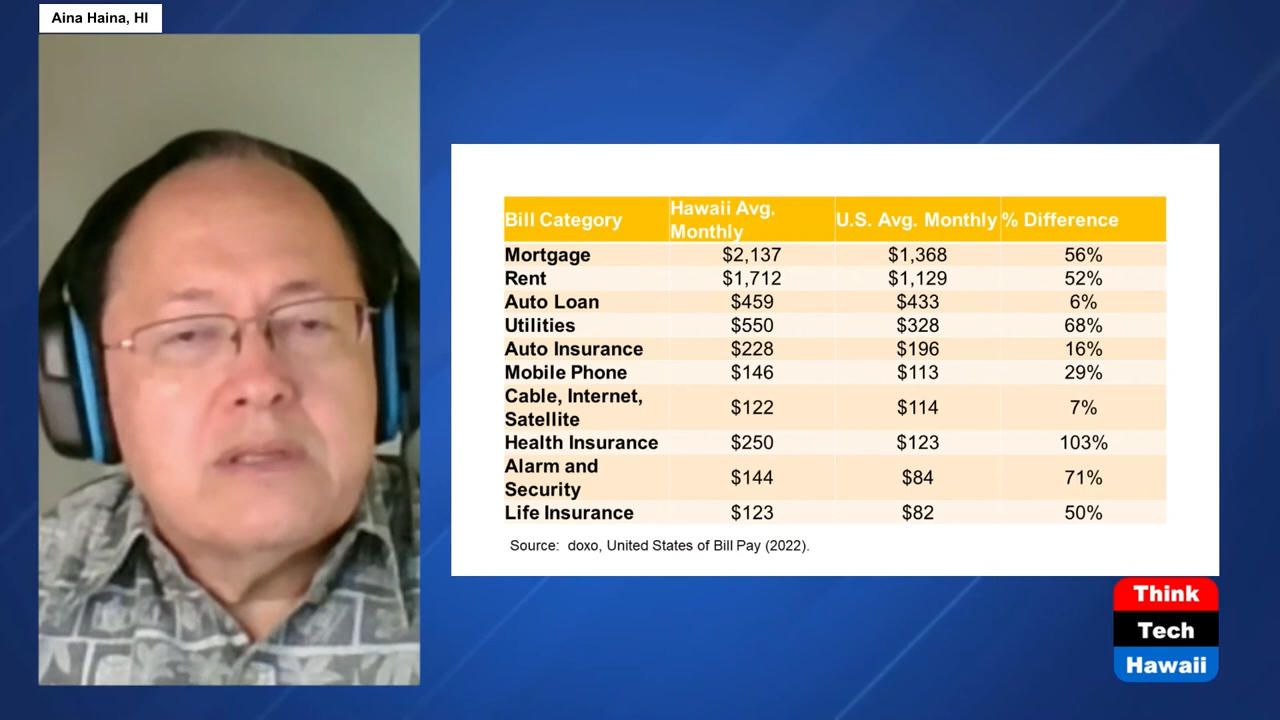 Aina Haina, HI
Bill Category Hawaii Avg. Monthly U.S. Avg. Monthly % Difference
Mortgage $2,137 $1,368 56%
Rent $1,712 $1,129 52%
Auto Loan $459 $433 6%
Utilities $550 $328 68%
Auto Insurance $228 $196 16%
Mobile Phone $146 $113 29%
Cable, Internet, Satellite $122 $114 7%
Health Insurance $250 $123 103%
Alarm and Security $144 $84 71%
Life Insurance $123 $82 50%
Source: doxo, United States of Bill Pay (2022).
Think
Tech
Hawaii